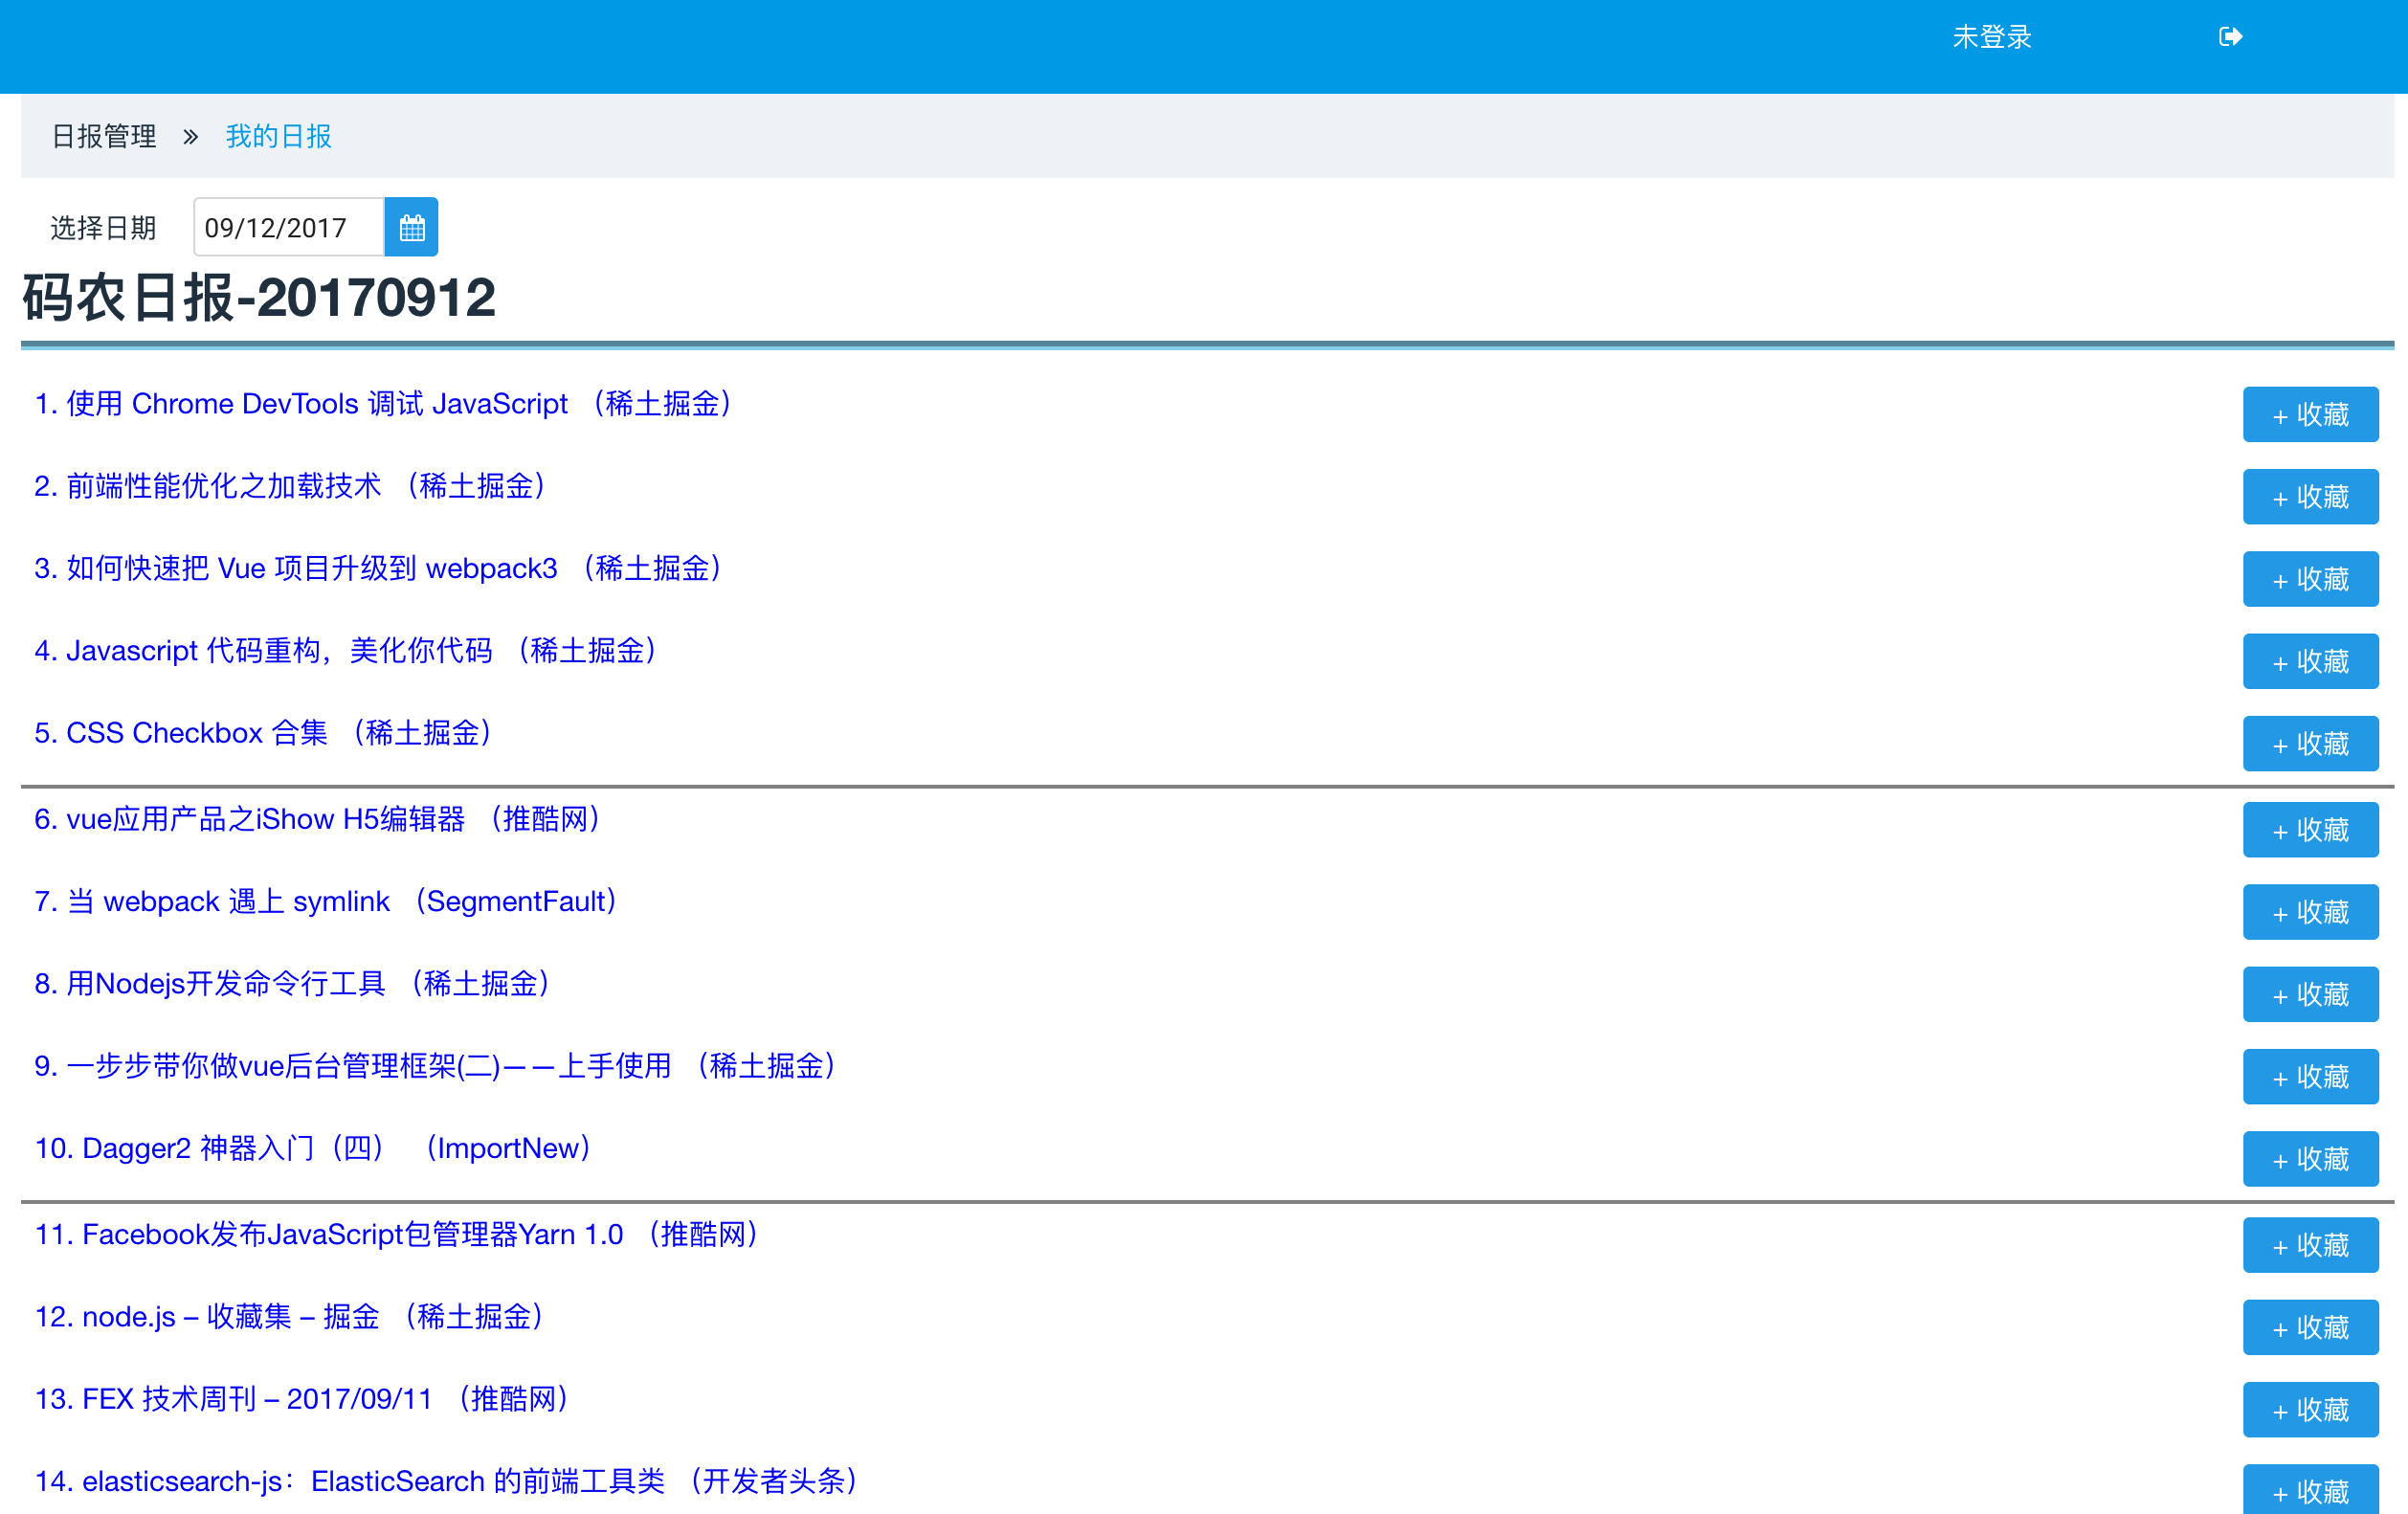 未登录
日报管理 » 我的日报
选择日期 09/12/2017
码农日报-20170912
1. 使用 Chrome DevTools 调试 JavaScript （稀土掘金） + 收藏
2. 前端性能优化之加载技术 （稀土掘金） + 收藏
3. 如何快速把 Vue 项目升级到 webpack3 （稀土掘金） + 收藏
4. Javascript 代码重构，美化你代码 （稀土掘金） + 收藏
5. CSS Checkbox 合集 （稀土掘金） + 收藏
6. vue应用产品之iShow H5编辑器 （推酷网） + 收藏
7. 当 webpack 遇上 symlink （SegmentFault） + 收藏
8. 用Nodejs开发命令行工具 （稀土掘金） + 收藏
9. 一步步带你做vue后台管理框架(二)——上手使用 （稀土掘金） + 收藏
10. Dagger2 神器入门（四） （ImportNew） + 收藏
11. Facebook发布JavaScript包管理器Yarn 1.0 （推酷网） + 收藏
12. node.js – 收藏集 – 掘金 （稀土掘金） + 收藏
13. FEX 技术周刊 – 2017/09/11 （推酷网） + 收藏
14. elasticsearch-js：ElasticSearch 的前端工具类 （开发者头条） + 收藏